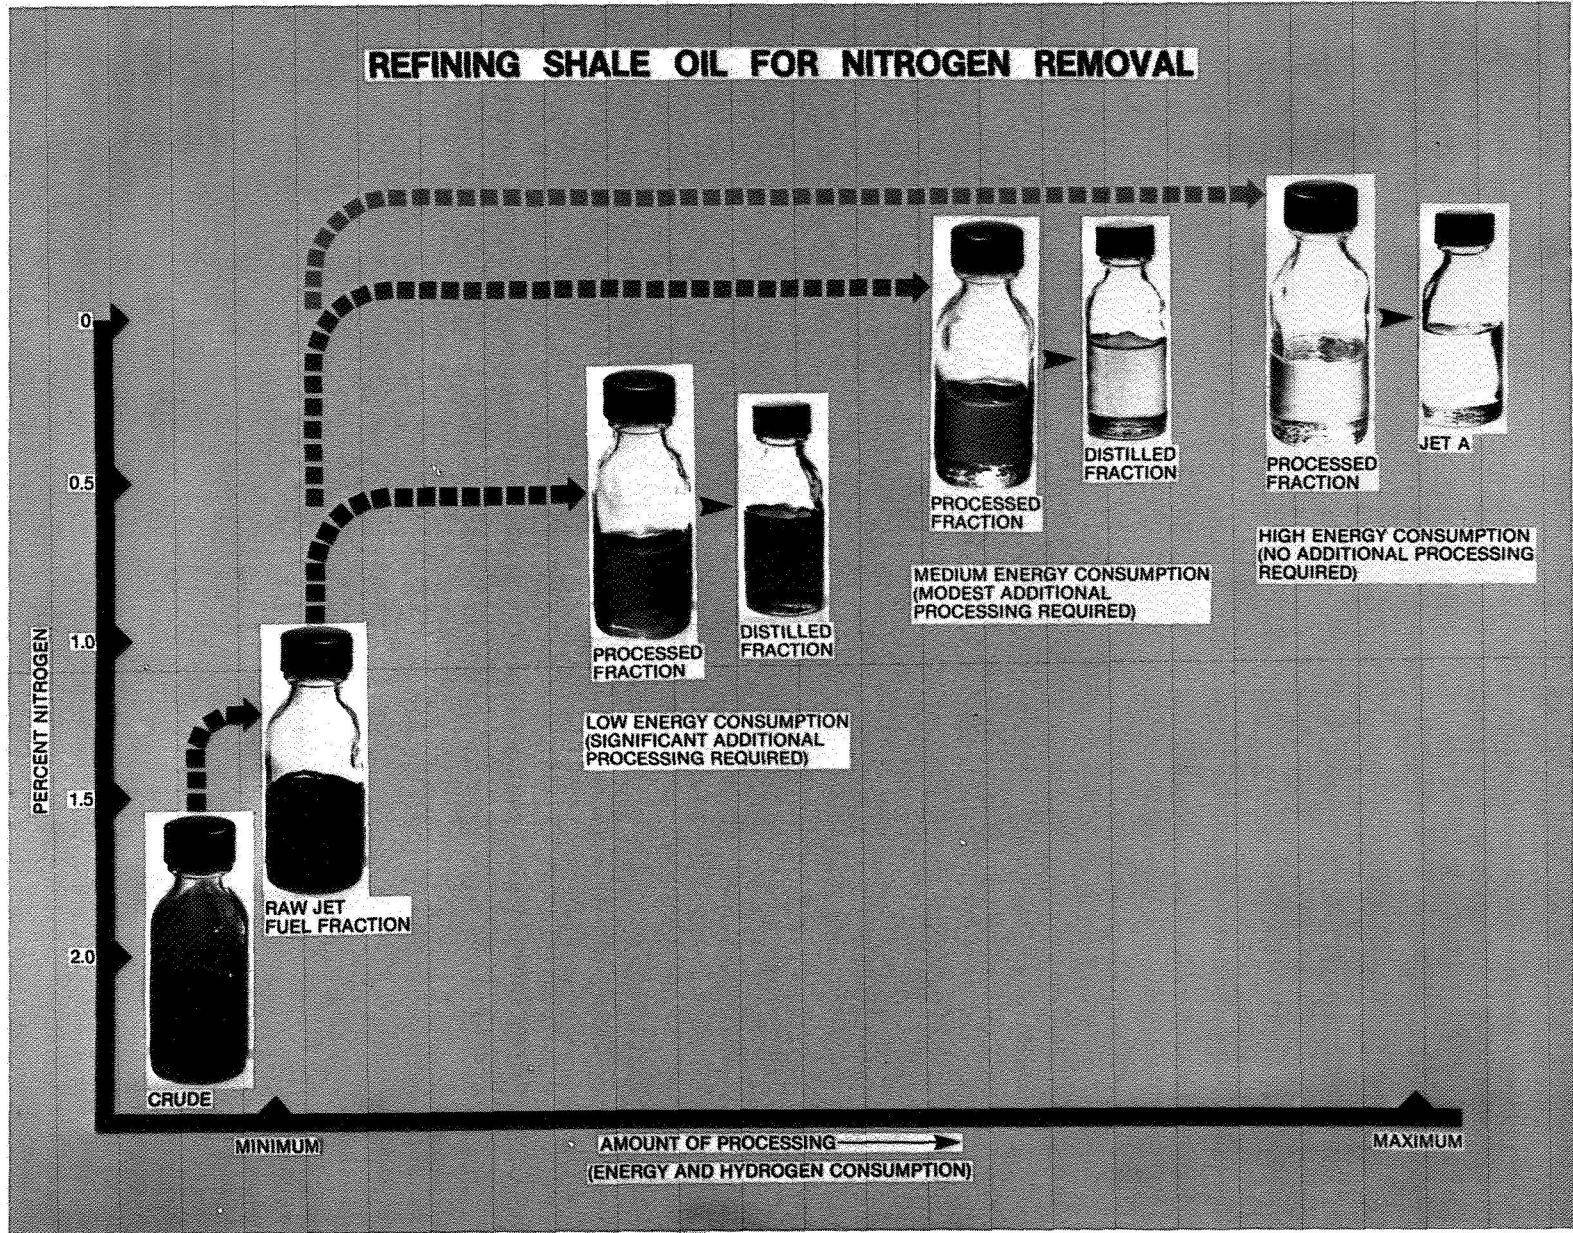 REFINING SHALE OIL FOR NITROGEN REMOVAL
0
0.5
1.0
1.5
2.0
PERCENT NITROGEN
CRUDE
RAW JET
FUEL FRACTION
PROCESSED
FRACTION
DISTILLED
FRACTION
LOW ENERGY CONSUMPTION
(SIGNIFICANT ADDITIONAL
PROCESSING REQUIRED)
PROCESSED
FRACTION
DISTILLED
FRACTION
MEDIUM ENERGY CONSUMPTION
(MODEST ADDITIONAL
PROCESSING REQUIRED)
PROCESSED
FRACTION
JET A
HIGH ENERGY CONSUMPTION
(NO ADDITIONAL PROCESSING
REQUIRED)
MINIMUM
AMOUNT OF PROCESSING
(ENERGY AND HYDROGEN CONSUMPTION)
MAXIMUM